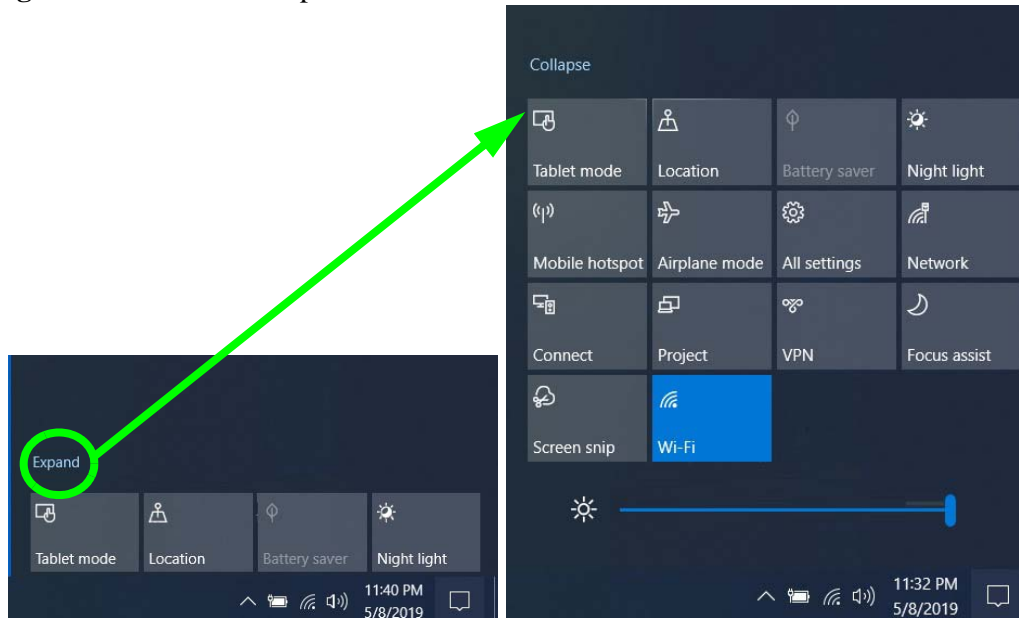 Collapse
Tablet mode Location Battery saver Night light
Mobile hotspot Airplane mode All settings Network
Connect Project VPN Focus assist
Screen snip Wi-Fi
11:32 PM
5/8/2019
Expand
Tablet mode Location Battery saver Night light
11:40 PM
5/8/2019